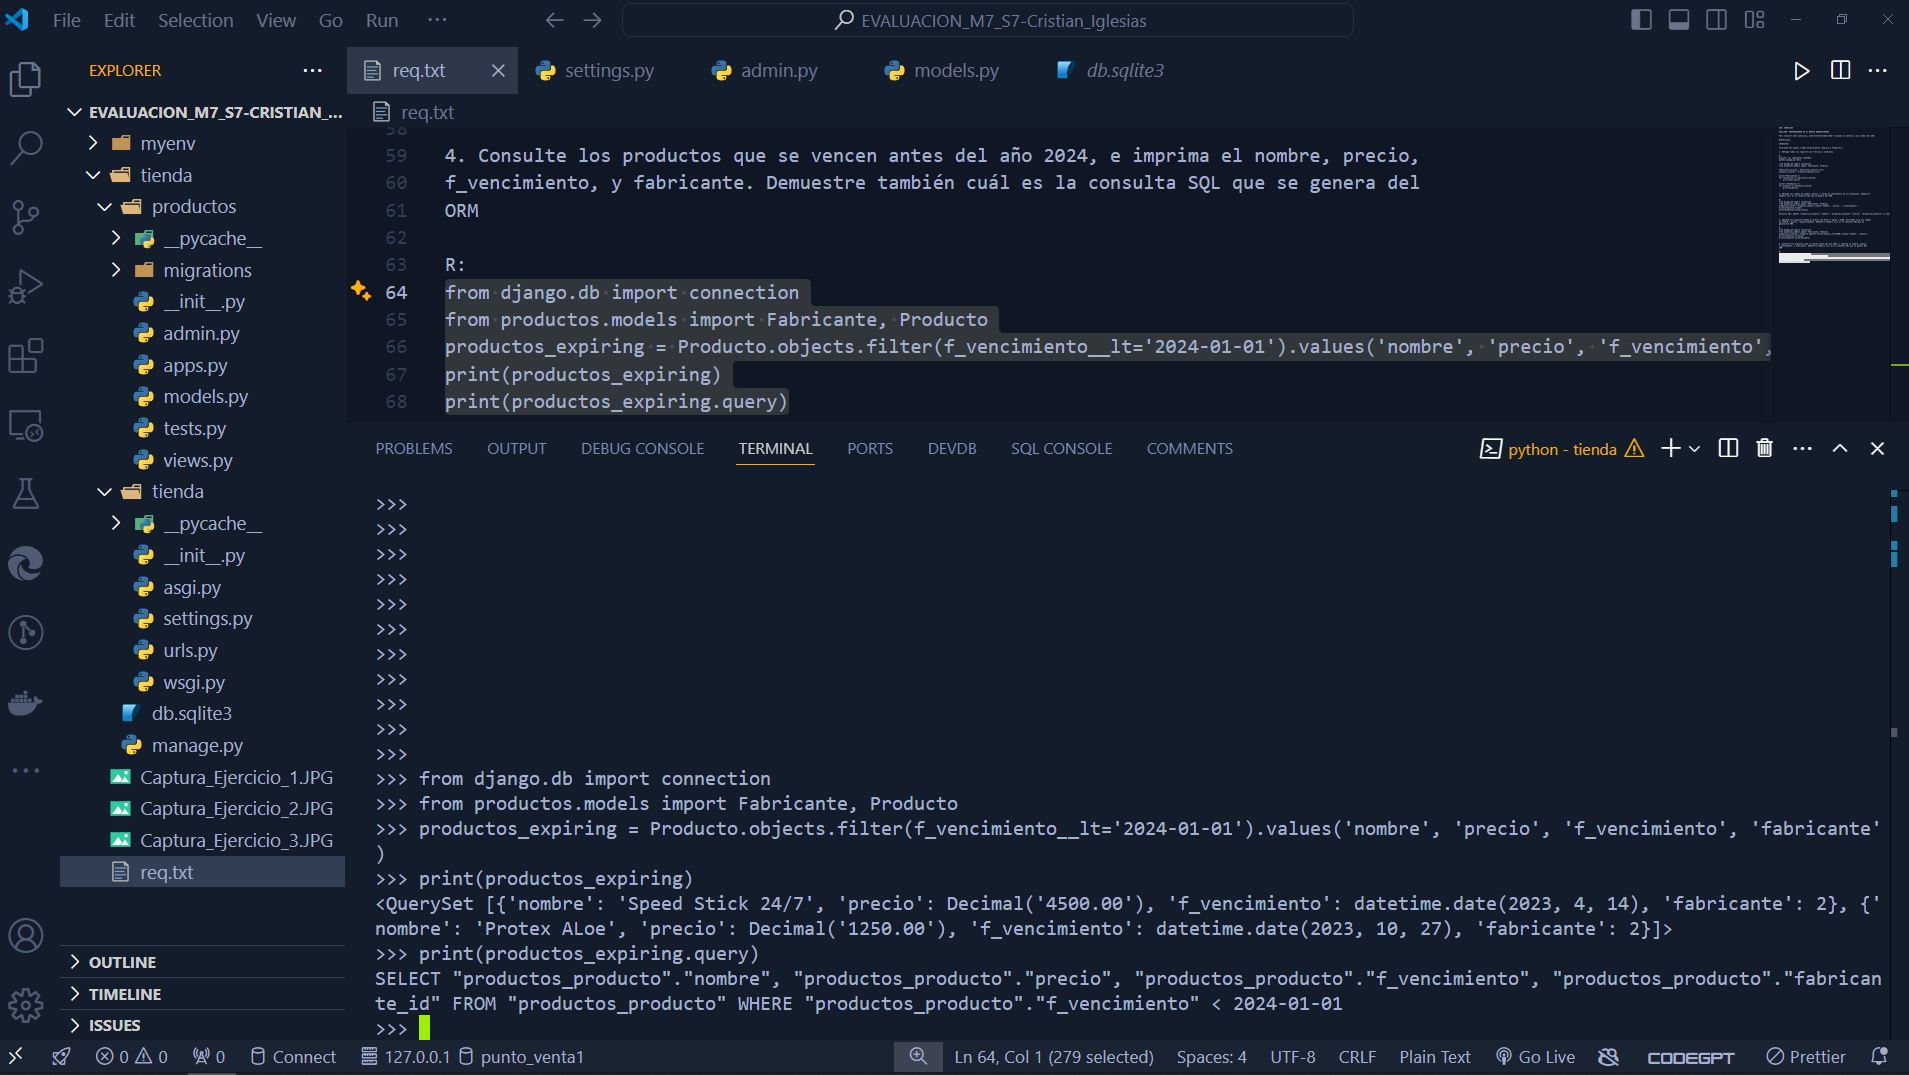 File Edit Selection View Go Run ··· EVALUACION_M7_S7-Cristian_Iglesias
EXPLORER
req.txt settings.py admin.py models.py db.sqlite3
EVALUACION_M7_S7-CRISTIAN_...
req.txt
myenv
tienda
productos
__pycache__
migrations
__init__.py
admin.py
apps.py
models.py
tests.py
views.py
tienda
__pycache__
__init__.py
asgi.py
settings.py
urls.py
wsgi.py
db.sqlite3
manage.py
Captura_Ejercicio_1.JPG
Captura_Ejercicio_2.JPG
Captura_Ejercicio_3.JPG
req.txt
OUTLINE
TIMELINE
ISSUES
58
59 4. Consulte los productos que se vencen antes del año 2024, e imprima el nombre, precio,
60 f_vencimiento, y fabricante. Demuestre también cuál es la consulta SQL que se genera del
61 ORM
62
63 R:
64 from django.db import connection
65 from productos.models import Fabricante, Producto
66 productos_expiring = Producto.objects.filter(f_vencimiento__lt='2024-01-01').values('nombre', 'precio', 'f_vencimiento',
67 print(productos_expiring)
68 print(productos_expiring.query)
PROBLEMS OUTPUT DEBUG CONSOLE TERMINAL PORTS DEVDB SQL CONSOLE COMMENTS python - tienda
>>>
>>>
>>>
>>>
>>>
>>>
>>>
>>>
>>>
>>>
>>>
>>> from django.db import connection
>>> from productos.models import Fabricante, Producto
>>> productos_expiring = Producto.objects.filter(f_vencimiento__lt='2024-01-01').values('nombre', 'precio', 'f_vencimiento', 'fabricante'
)
>>> print(productos_expiring)
<QuerySet [{'nombre': 'Speed Stick 24/7', 'precio': Decimal('4500.00'), 'f_vencimiento': datetime.date(2023, 4, 14), 'fabricante': 2}, {'
nombre': 'Protex ALoe', 'precio': Decimal('1250.00'), 'f_vencimiento': datetime.date(2023, 10, 27), 'fabricante': 2}]>
>>> print(productos_expiring.query)
SELECT "productos_producto"."nombre", "productos_producto"."precio", "productos_producto"."f_vencimiento", "productos_producto"."fabrican
te_id" FROM "productos_producto" WHERE "productos_producto"."f_vencimiento" < 2024-01-01
>>>
0 0 0 Connect 127.0.0.1 punto_venta1 Ln 64, Col 1 (279 selected) Spaces: 4 UTF-8 CRLF Plain Text Go Live CODEGPT Prettier